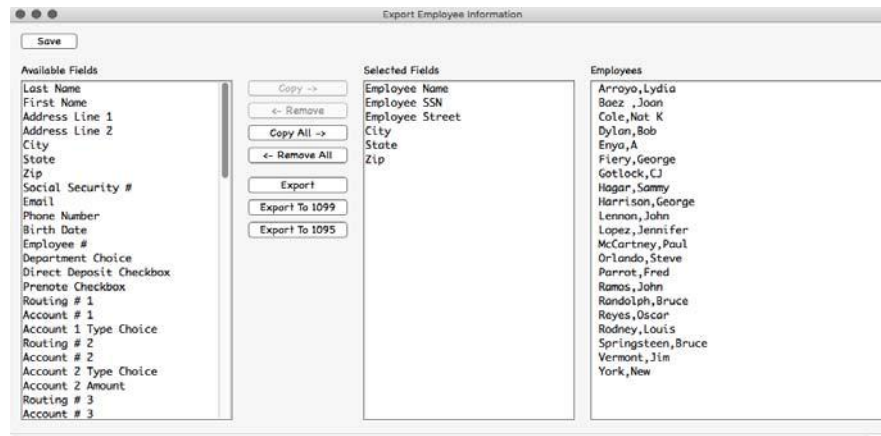 Export Employee Information
Save
Available Fields
Last Name
First Name
Address Line 1
Address Line 2
City
State
Zip
Social Security #
Email
Phone Number
Birth Date
Employee #
Department Choice
Direct Deposit Checkbox
Prenote Checkbox
Routing # 1
Account # 1
Account 1 Type Choice
Routing # 2
Account # 2
Account 2 Type Choice
Account 2 Amount
Routing # 3
Account # 3
Copy ->
<- Remove
Copy All ->
<- Remove All
Export
Export To 1099
Export To 1095
Selected Fields
Employee Name
Employee SSN
Employee Street
City
State
Zip
Employees
Arroyo,Lydia
Baez ,Joan
Cole,Nat K
Dylan,Bob
Enya,A
Fiery,George
Gotlock,CJ
Hagar,Sammy
Harrison,George
Lennon,John
Lopez,Jennifer
McCartney,Paul
Orlando,Steve
Parrot,Fred
Ramos,John
Randolph,Bruce
Reyes,Oscar
Rodney,Louis
Springsteen,Bruce
Vermont,Jim
York,New